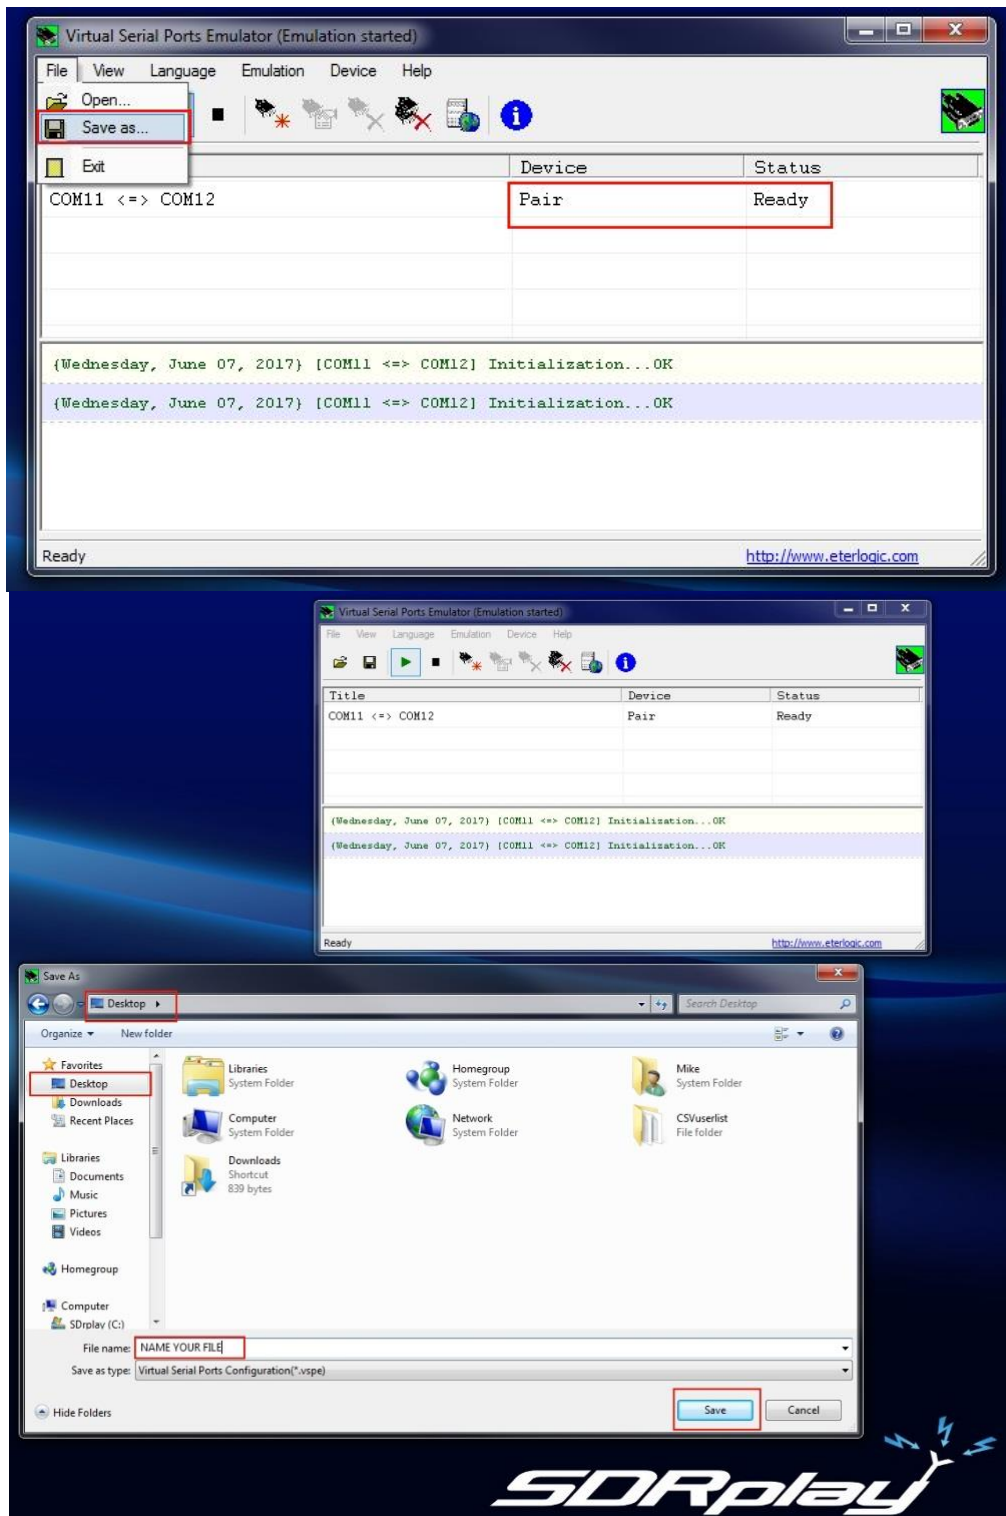 Virtual Serial Ports Emulator (Emulation started)
File View Language Emulation Device Help
Open...
Save as...
Exit
Device Status
COM11 <=> COM12 Pair Ready
{Wednesday, June 07, 2017} [COM11 <=> COM12] Initialization...OK
{Wednesday, June 07, 2017} [COM11 <=> COM12] Initialization...OK
Ready http://www.eterlogic.com
Virtual Serial Ports Emulator (Emulation started)
File View Language Emulation Device Help
Title Device Status
COM11 <=> COM12 Pair Ready
{Wednesday, June 07, 2017} [COM11 <=> COM12] Initialization...OK
{Wednesday, June 07, 2017} [COM11 <=> COM12] Initialization...OK
Ready http://www.eterlogic.com
Save As
Desktop Search Desktop
Organize New folder
Favorites
Desktop
Downloads
Recent Places
Libraries
Documents
Music
Pictures
Videos
Homegroup
Computer
SDrplay (C:)
Libraries
System Folder
Homegroup
System Folder
Mike
System Folder
Computer
System Folder
Network
System Folder
CSVuserlist
File folder
Downloads
Shortcut
839 bytes
File name: NAME YOUR FILE
Save as type: Virtual Serial Ports Configuration(*.vspe)
Hide Folders Save Cancel
SDRplay